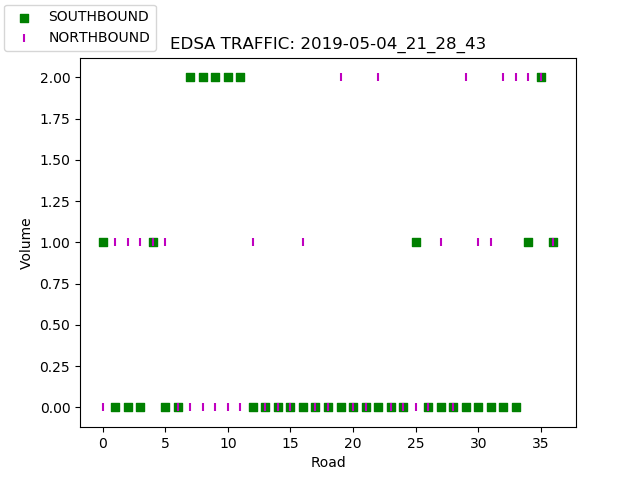 SOUTHBOUND
NORTHBOUND
EDSA TRAFFIC: 2019-05-04_21_28_43
2.00
1.75
1.50
1.25
1.00
0.75
0.50
0.25
0.00
Volume
0 5 10 15 20 25 30 35
Road